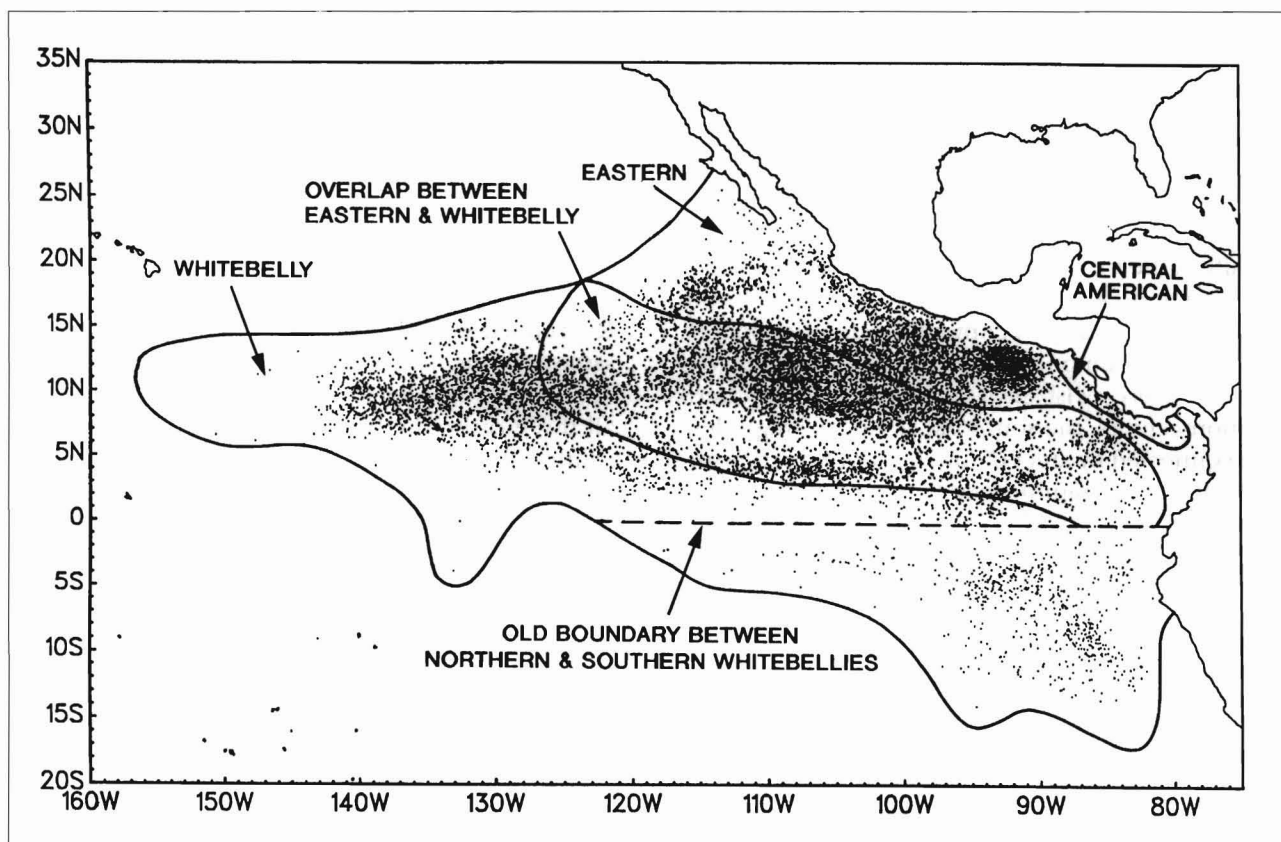 35N
30N
25N
20N
15N
10N
5N
0
5S
10S
15S
20S
160W
150W
140W
130W
120W
110W
100W
90W
80W
EASTERN
OVERLAP BETWEEN
EASTERN & WHITEBELLY
WHITEBELLY
CENTRAL
AMERICAN
OLD BOUNDARY BETWEEN
NORTHERN & SOUTHERN WHITEBELLIES